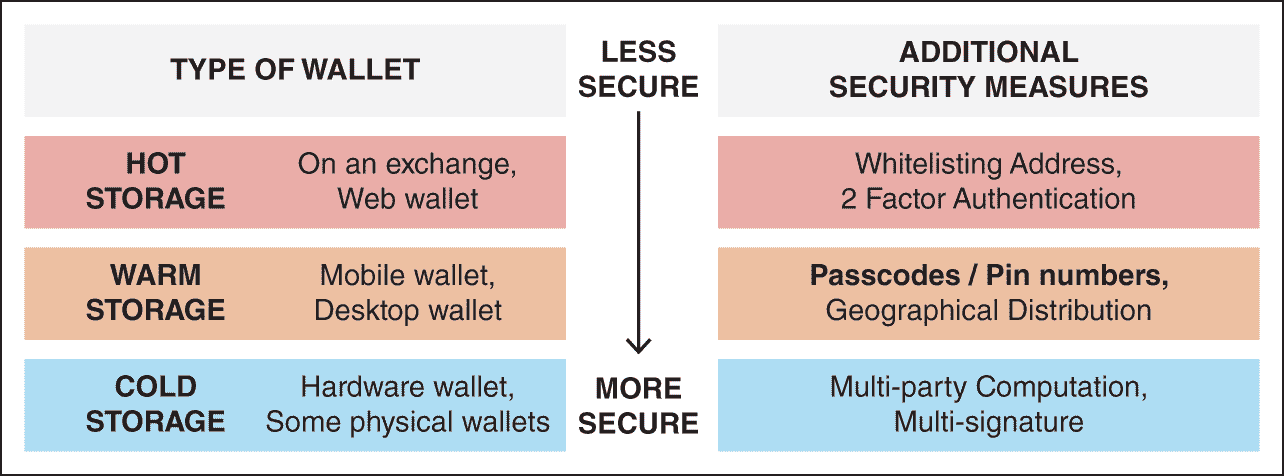 TYPE OF WALLET
LESS
SECURE
ADDITIONAL
SECURITY MEASURES
HOT
STORAGE
On an exchange,
Web wallet
Whitelisting Address,
2 Factor Authentication
WARM
STORAGE
Mobile wallet,
Desktop wallet
Passcodes / Pin numbers,
Geographical Distribution
COLD
STORAGE
Hardware wallet,
Some physical wallets
MORE
SECURE
Multi-party Computation,
Multi-signature